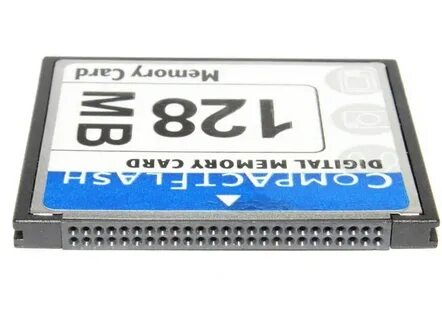 COMPACTFLASH
DIGITAL MEMORY CARD
128
MB
Memory Card